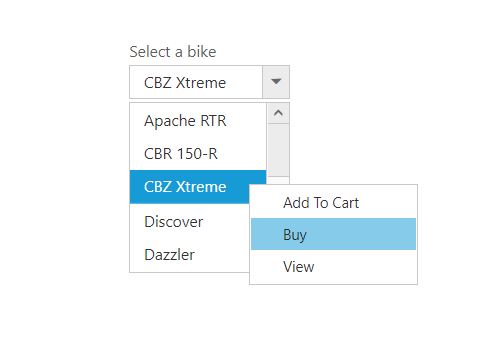 Select a bike
CBZ Xtreme
Apache RTR
CBR 150-R
CBZ Xtreme
Discover
Dazzler
Add To Cart
Buy
View